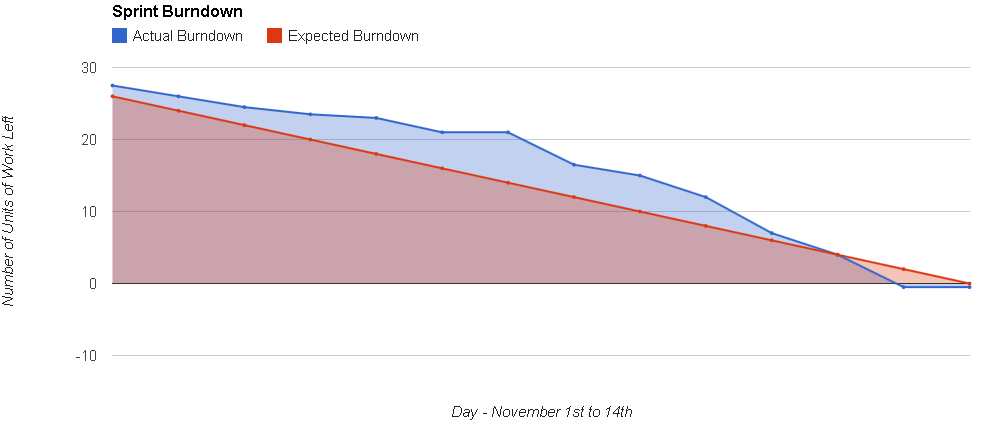 Sprint Burndown
Actual Burndown
Expected Burndown
30
20
10
0
-10
Number of Units of Work Left
Day - November 1st to 14th